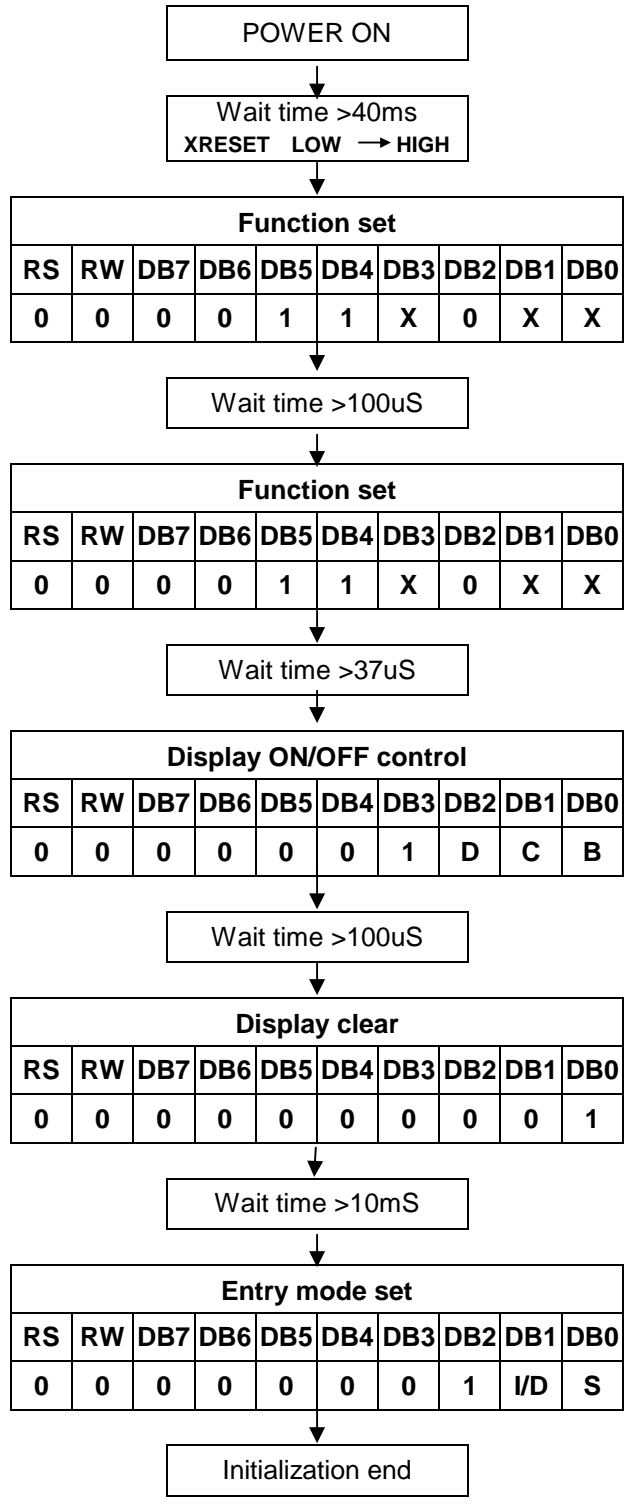 POWER ON
Wait time >40ms
XRESET LOW → HIGH
Function set
RS RW DB7 DB6 DB5 DB4 DB3 DB2 DB1 DB0
0 0 0 0 1 1 X 0 X X
Wait time >100uS
Function set
RS RW DB7 DB6 DB5 DB4 DB3 DB2 DB1 DB0
0 0 0 0 1 1 X 0 X X
Wait time >37uS
Display ON/OFF control
RS RW DB7 DB6 DB5 DB4 DB3 DB2 DB1 DB0
0 0 0 0 0 0 1 D C B
Wait time >100uS
Display clear
RS RW DB7 DB6 DB5 DB4 DB3 DB2 DB1 DB0
0 0 0 0 0 0 0 0 0 1
Wait time >10mS
Entry mode set
RS RW DB7 DB6 DB5 DB4 DB3 DB2 DB1 DB0
0 0 0 0 0 0 0 1 I/D S
Initialization end